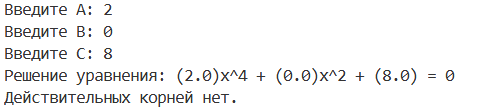 Введите A: 2
Введите B: 0
Введите C: 8
Решение уравнения: (2.0)x^4 + (0.0)x^2 + (8.0) = 0
Действительных корней нет.